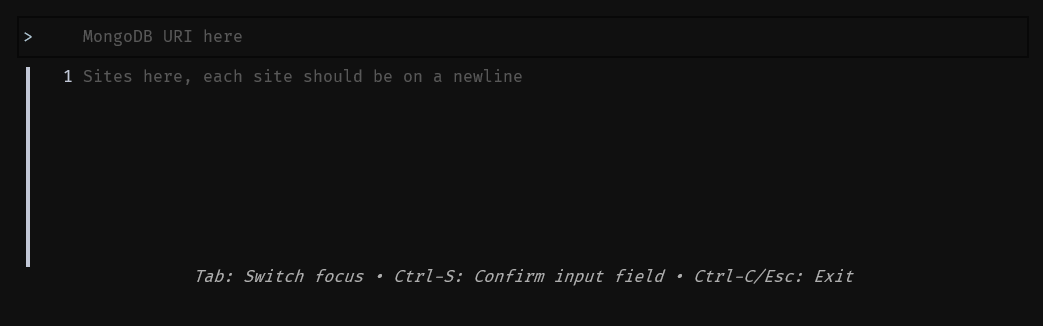 > MongoDB URI here
1 Sites here, each site should be on a newline
Tab: Switch focus • Ctrl-S: Confirm input field • Ctrl-C/Esc: Exit